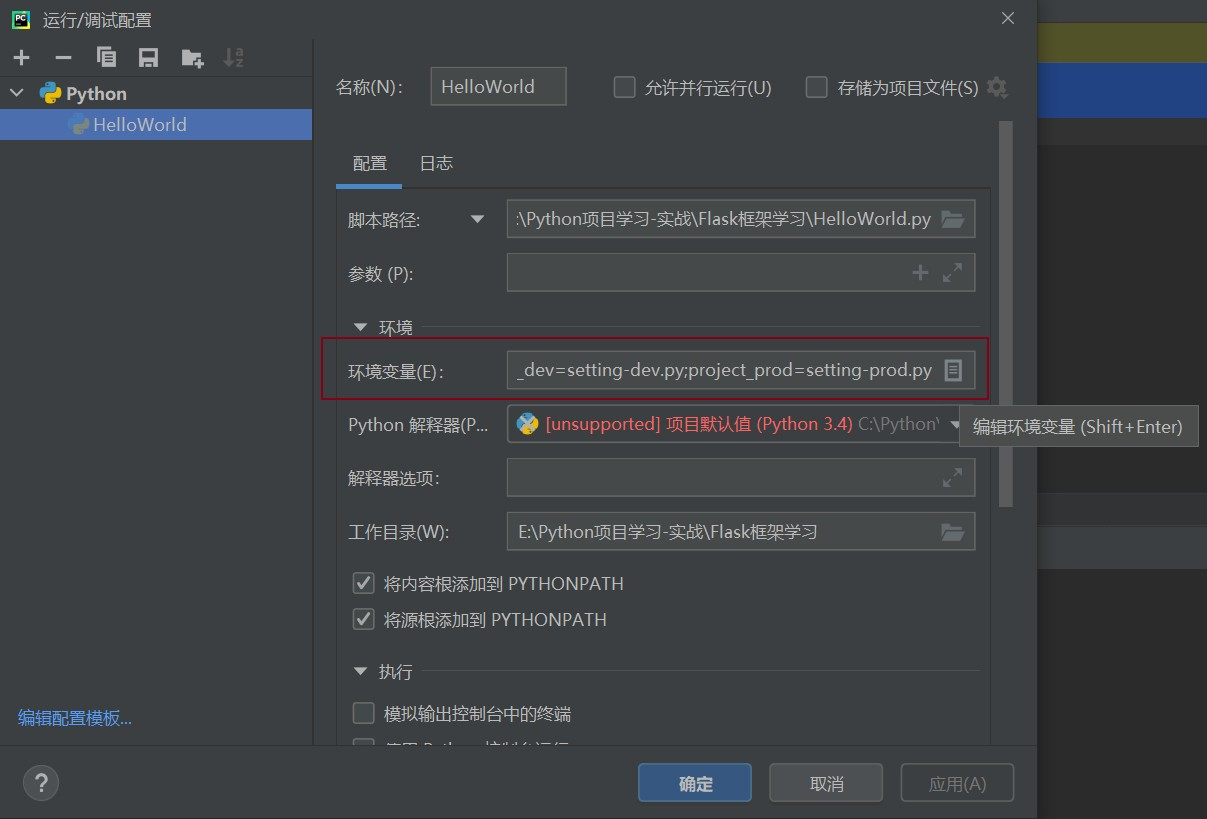 运行/调试配置
Python
HelloWorld
编辑配置模板...
名称(N):
HelloWorld
允许并行运行(U)
存储为项目文件(S)
配置
日志
脚本路径:
:\Python项目学习-实战\Flask框架学习\HelloWorld.py
参数 (P):
环境
环境变量(E):
_dev=setting-dev.py;project_prod=setting-prod.py
Python 解释器(P...
[unsupported] 项目默认值 (Python 3.4) C:\Python\
编辑环境变量 (Shift+Enter)
解释器选项:
工作目录(W):
E:\Python项目学习-实战\Flask框架学习
将内容根添加到 PYTHONPATH
将源根添加到 PYTHONPATH
执行
模拟输出控制台中的终端
?
确定
取消
应用(A)